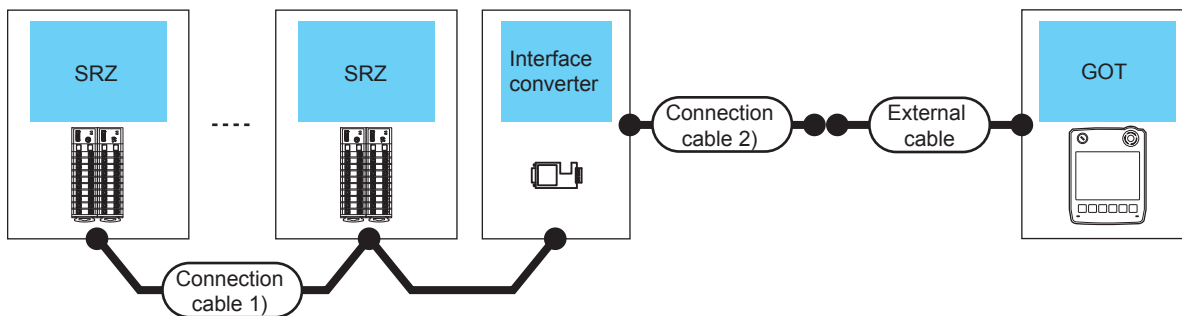 SRZ
SRZ
Interface
converter
GOT
Connection
cable 2)
External
cable
Connection
cable 1)